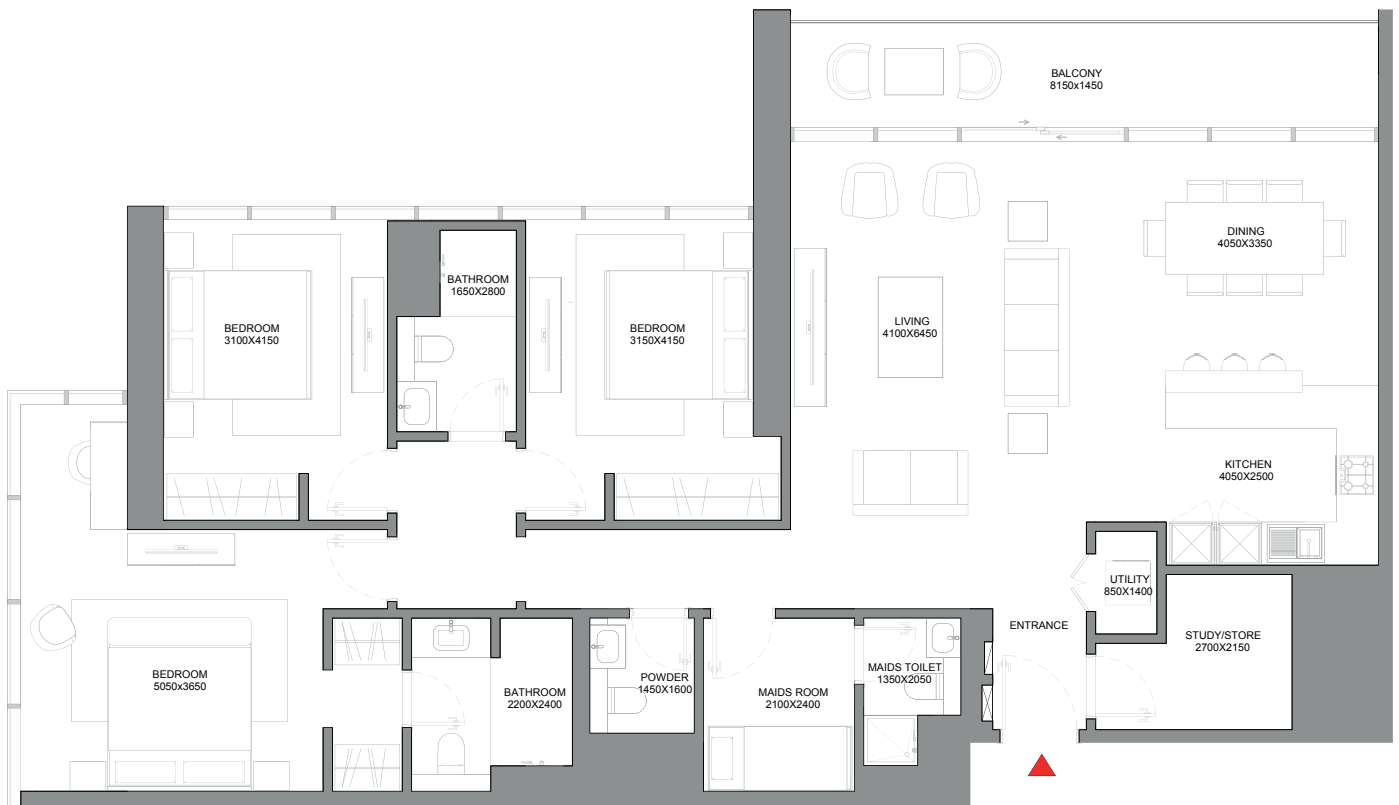 BALCONY
8150x1450
DINING
4050X3350
BATHROOM
1650X2800
BEDROOM
3100X4150
BEDROOM
3150X4150
LIVING
4100X6450
KITCHEN
4050X2500
UTILITY
850X1400
ENTRANCE
STUDY/STORE
2700X2150
BEDROOM
5050x3650
BATHROOM
2200X2400
POWDER
1450X1600
MAIDS ROOM
2100X2400
MAIDS TOILET
1350X2050